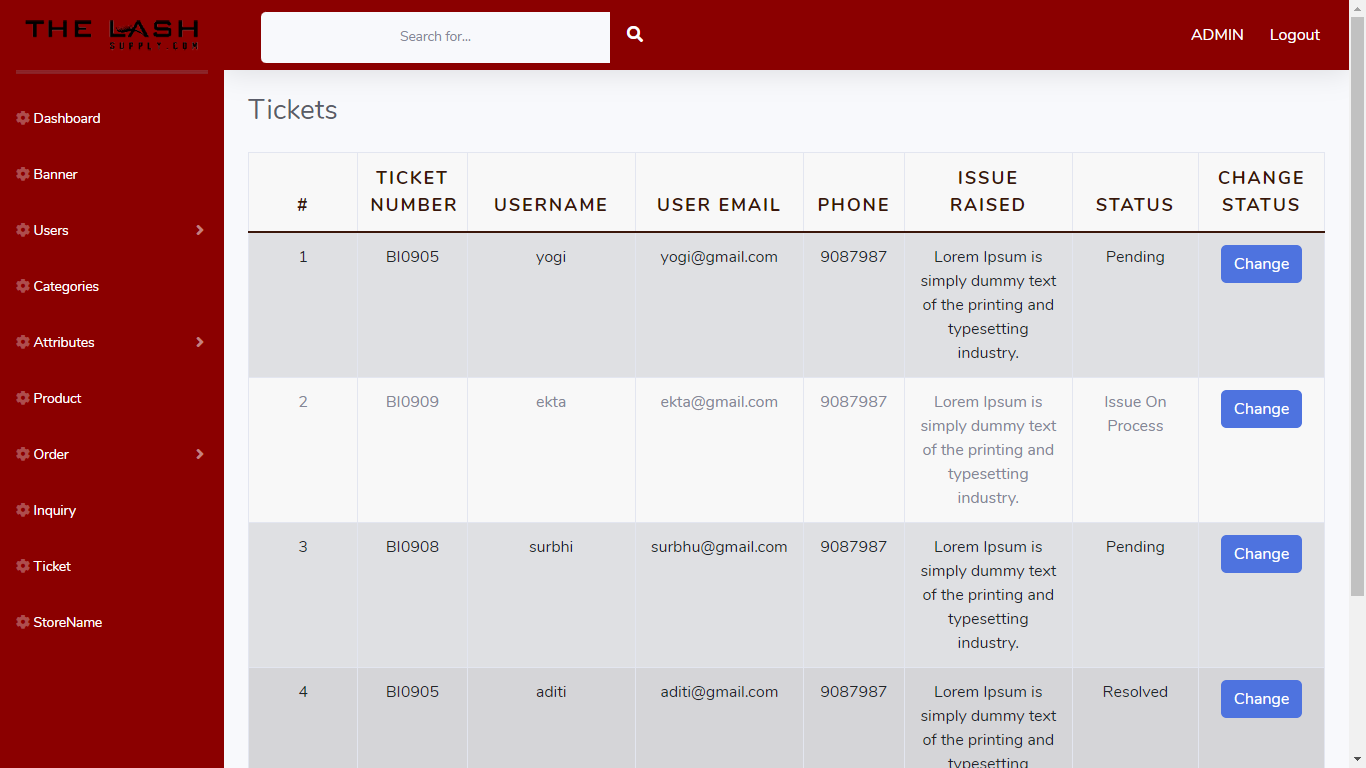 THE LASH
SUPPLY.COM
Search for...
ADMIN
Logout
Dashboard
Banner
Users
Categories
Attributes
Product
Order
Inquiry
Ticket
StoreName
Tickets
#
TICKET
NUMBER
USERNAME
USER EMAIL
PHONE
ISSUE
RAISED
STATUS
CHANGE
STATUS
1
BI0905
yogi
yogi@gmail.com
9087987
Lorem Ipsum is
simply dummy text
of the printing and
typesetting
industry.
Pending
Change
2
BI0909
ekta
ekta@gmail.com
9087987
Lorem Ipsum is
simply dummy text
of the printing and
typesetting
industry.
Issue On
Process
Change
3
BI0908
surbhi
surbhu@gmail.com
9087987
Lorem Ipsum is
simply dummy text
of the printing and
typesetting
industry.
Pending
Change
4
BI0905
aditi
aditi@gmail.com
9087987
Lorem Ipsum is
simply dummy text
of the printing and
typesetting
Resolved
Change